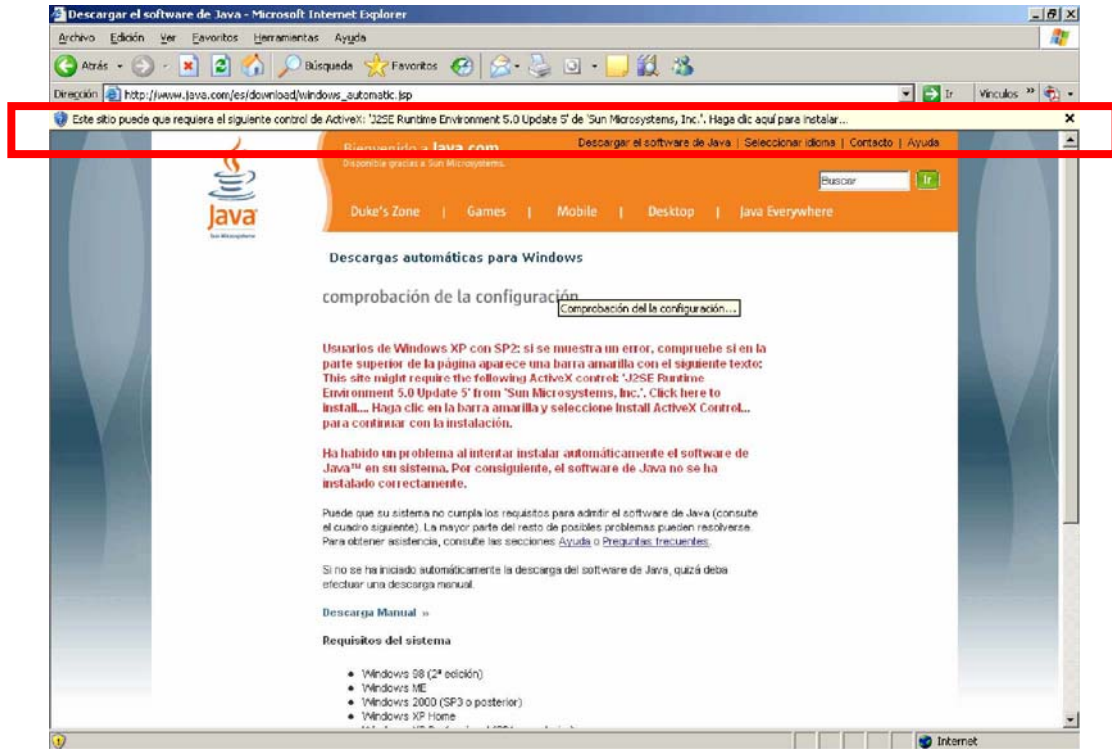 Descargar el software de Java - Microsoft Internet Explorer
Archivo Edición Ver Favoritos Herramientas Ayuda
Atrás Búsqueda Favoritos
Dirección http://www.java.com/es/download/windows_automatic.jsp Ir Vínculos »
Este sitio puede que requiera el siguiente control de ActiveX: 'J2SE Runtime Environment 5.0 Update 5' de 'Sun Microsystems, Inc.'. Haga clic aquí para instalar...
Bienvenido a Java.com Descargar el software de Java | Seleccionar idioma | Contacto | Ayuda
Disponible gracias a Sun Microsystems.
Buscar Ir
Java
Sun Microsystems
Duke's Zone | Games | Mobile | Desktop | Java Everywhere
Descargas automáticas para Windows
comprobación de la configuración
Comprobación del la configuración...
Usuarios de Windows XP con SP2: si se muestra un error, compruebe si en la
parte superior de la página aparece una barra amarilla con el siguiente texto:
This site might require the following ActiveX control: 'J2SE Runtime
Environment 5.0 Update 5' from 'Sun Microsystems, Inc.'. Click here to
install.... Haga clic en la barra amarilla y seleccione Install ActiveX Control...
para continuar con la instalación.
Ha habido un problema al intentar instalar automáticamente el software de
Java™ en su sistema. Por consiguiente, el software de Java no se ha
instalado correctamente.
Puede que su sistema no cumpla los requisitos para admitir el software de Java (consulte
el cuadro siguiente). La mayor parte del resto de posibles problemas pueden resolverse.
Para obtener asistencia, consulte las secciones Ayuda o Preguntas frecuentes.
Si no se ha iniciado automáticamente la descarga del software de Java, quizá deba
efectuar una descarga manual.
Descarga Manual »
Requisitos del sistema
• Windows 98 (2ª edición)
• Windows ME
• Windows 2000 (SP3 o posterior)
• Windows XP Home
Internet